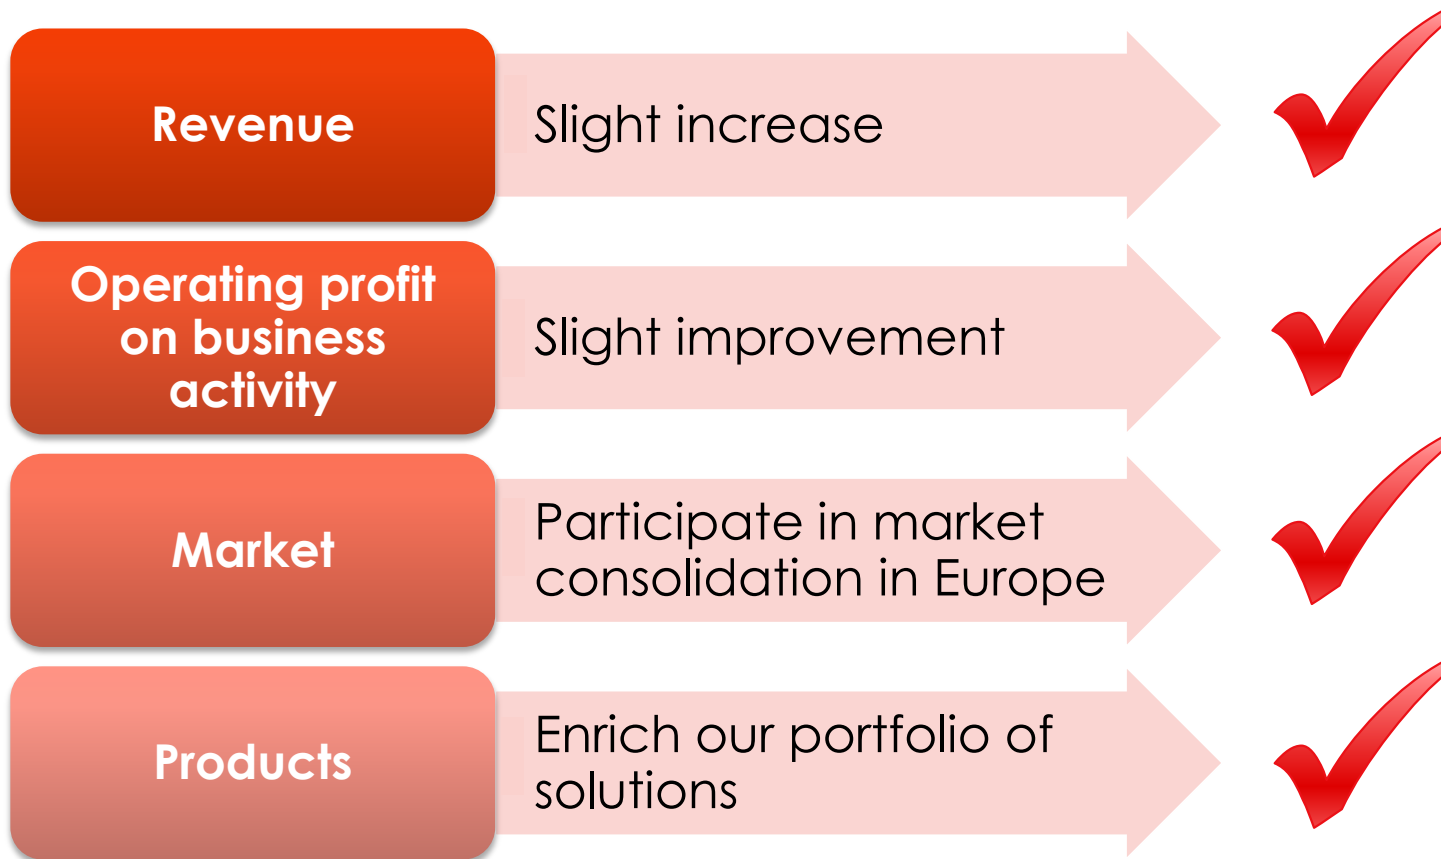 Revenue
Slight increase
Operating profit
on business
activity
Slight improvement
Market
Participate in market
consolidation in Europe
Products
Enrich our portfolio of
solutions